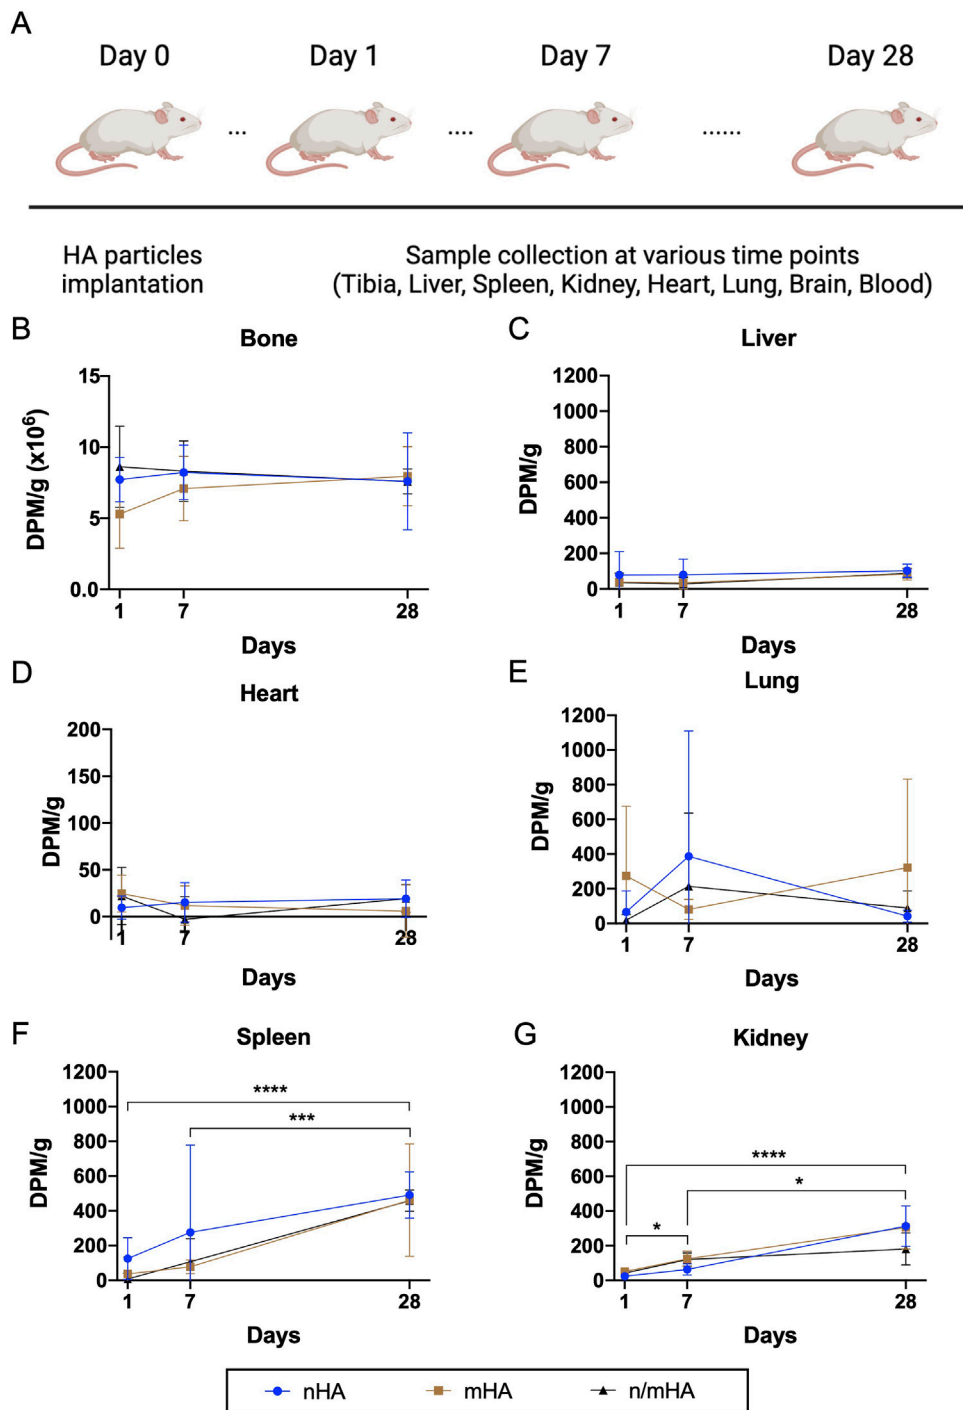 A
Day 0 Day 1 Day 7 Day 28
... .... ......
HA particles
implantation
Sample collection at various time points
(Tibia, Liver, Spleen, Kidney, Heart, Lung, Brain, Blood)
B
Bone
DPM/g (x10⁶)
15
10
5
0.0
1 7 28
Days
C
Liver
DPM/g
1200
1000
800
600
400
200
0
1 7 28
Days
D
Heart
DPM/g
200
150
100
50
0
1 7 28
Days
E
Lung
DPM/g
1200
1000
800
600
400
200
0
1 7 28
Days
F
Spleen
DPM/g
1200
1000
800
600
400
200
0
****
***
1 7 28
Days
G
Kidney
DPM/g
1200
1000
800
600
400
200
0
****
*
*
1 7 28
Days
nHA mHA n/mHA